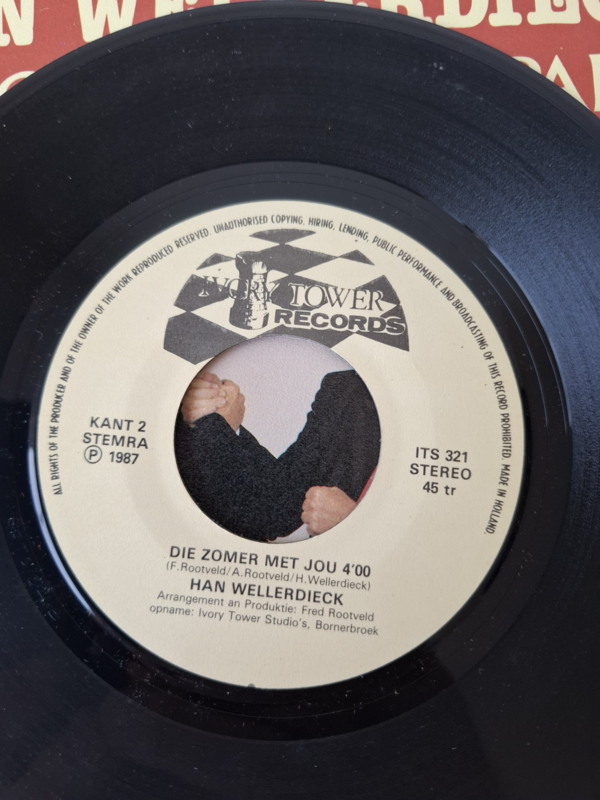 N WELLERDIEC
ALL RIGHTS OF THE PRODUCER AND OF THE OWNER OF THE WORK REPRODUCED RESERVED. UNAUTHORISED COPYING, HIRING, LENDING, PUBLIC PERFORMANCE AND BROADCASTING OF THIS RECORD PROHIBITED. MADE IN HOLLAND.
IVORY TOWER
RECORDS
KANT 2
STEMRA
℗ 1987
ITS 321
STEREO
45 tr
DIE ZOMER MET JOU 4'00
(F.Rootveld/A.Rootveld/H.Wellerdieck)
HAN WELLERDIECK
Arrangement an Produktie: Fred Rootveld
opname: Ivory Tower Studio's, Bornerbroek